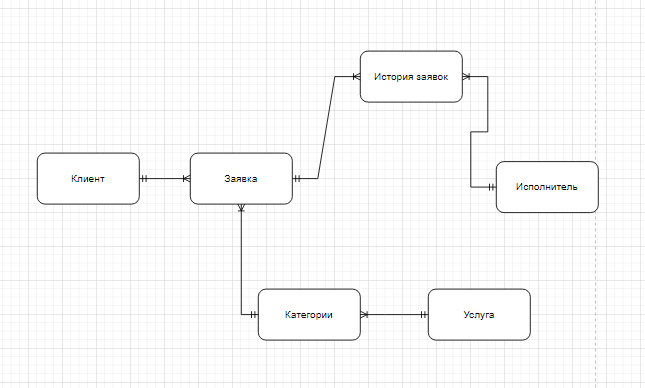 История заявок
Клиент
Заявка
Исполнитель
Категории
Услуга